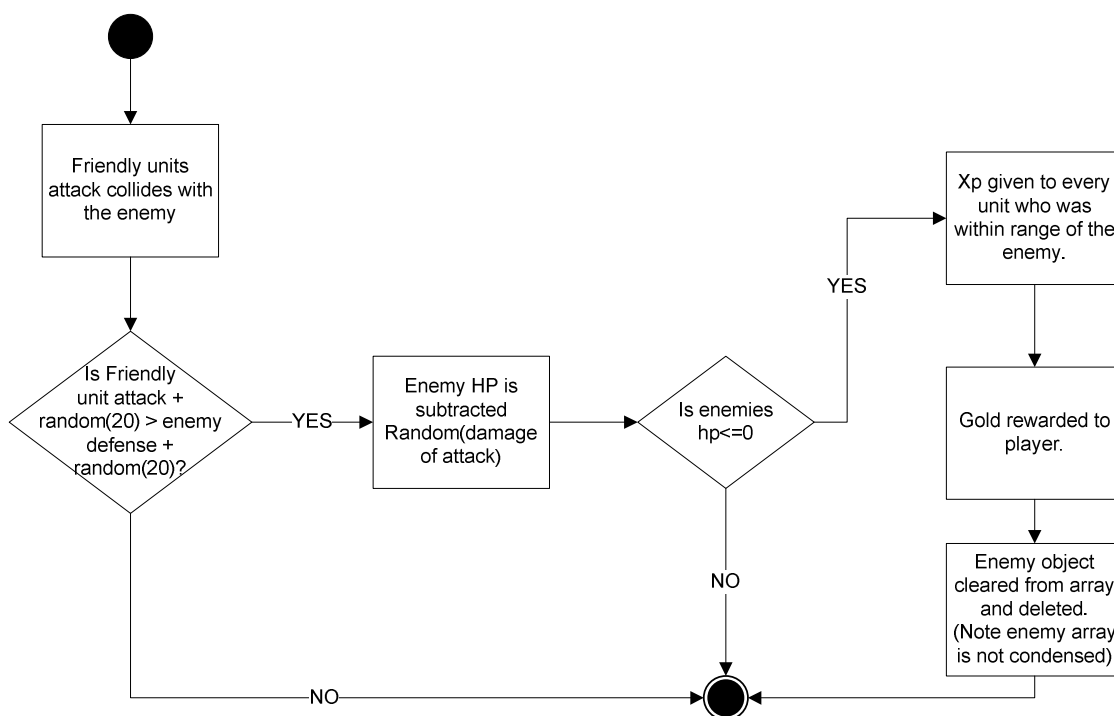 Friendly units
attack collides with
the enemy
Is Friendly
unit attack +
random(20) > enemy
defense +
random(20)?
YES
Enemy HP is
subtracted
Random(damage
of attack)
Is enemies
hp<=0
YES
Xp given to every
unit who was
within range of the
enemy.
Gold rewarded to
player.
Enemy object
cleared from array
and deleted.
(Note enemy array
is not condensed)
NO
NO